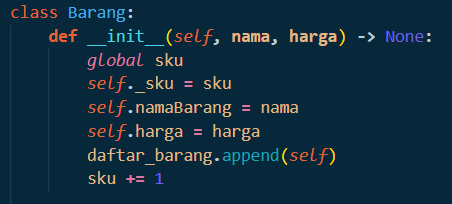 class Barang:
    def __init__(self, nama, harga) -> None:
        global sku
        self._sku = sku
        self.namaBarang = nama
        self.harga = harga
        daftar_barang.append(self)
        sku += 1